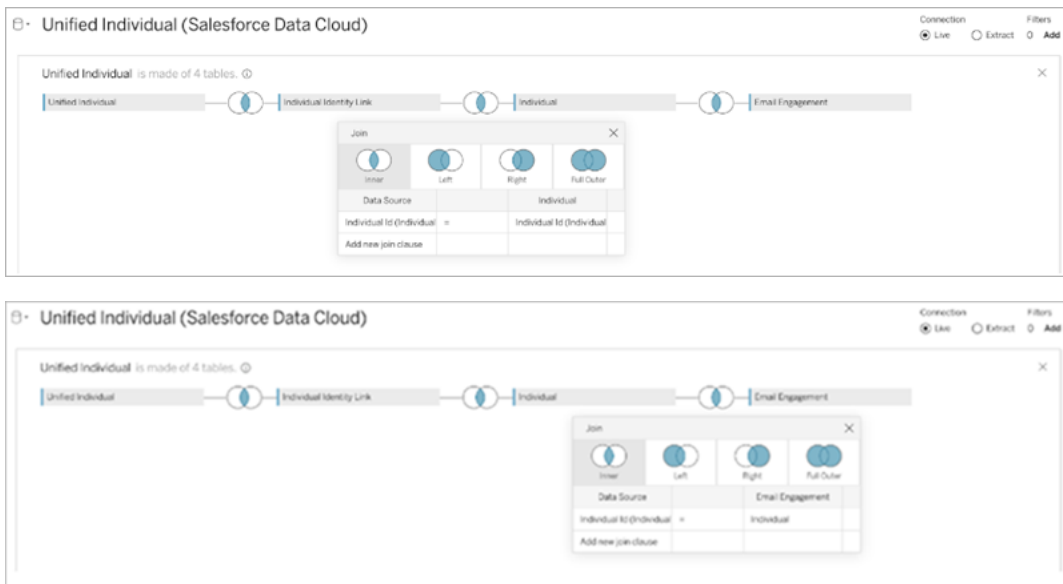 Unified Individual (Salesforce Data Cloud)
Connection Filters
Live Extract 0 Add
Unified Individual is made of 4 tables.
Unified Individual Individual Identity Link Individual Email Engagement
Join
Inner Left Right Full Outer
Data Source Individual
Individual Id (Individual = Individual Id (Individual
Add new join clause
Unified Individual (Salesforce Data Cloud)
Connection Filters
Live Extract 0 Add
Unified Individual is made of 4 tables.
Unified Individual Individual Identity Link Individual Email Engagement
Join
Inner Left Right Full Outer
Data Source Email Engagement
Individual Id (Individual = Individual
Add new join clause